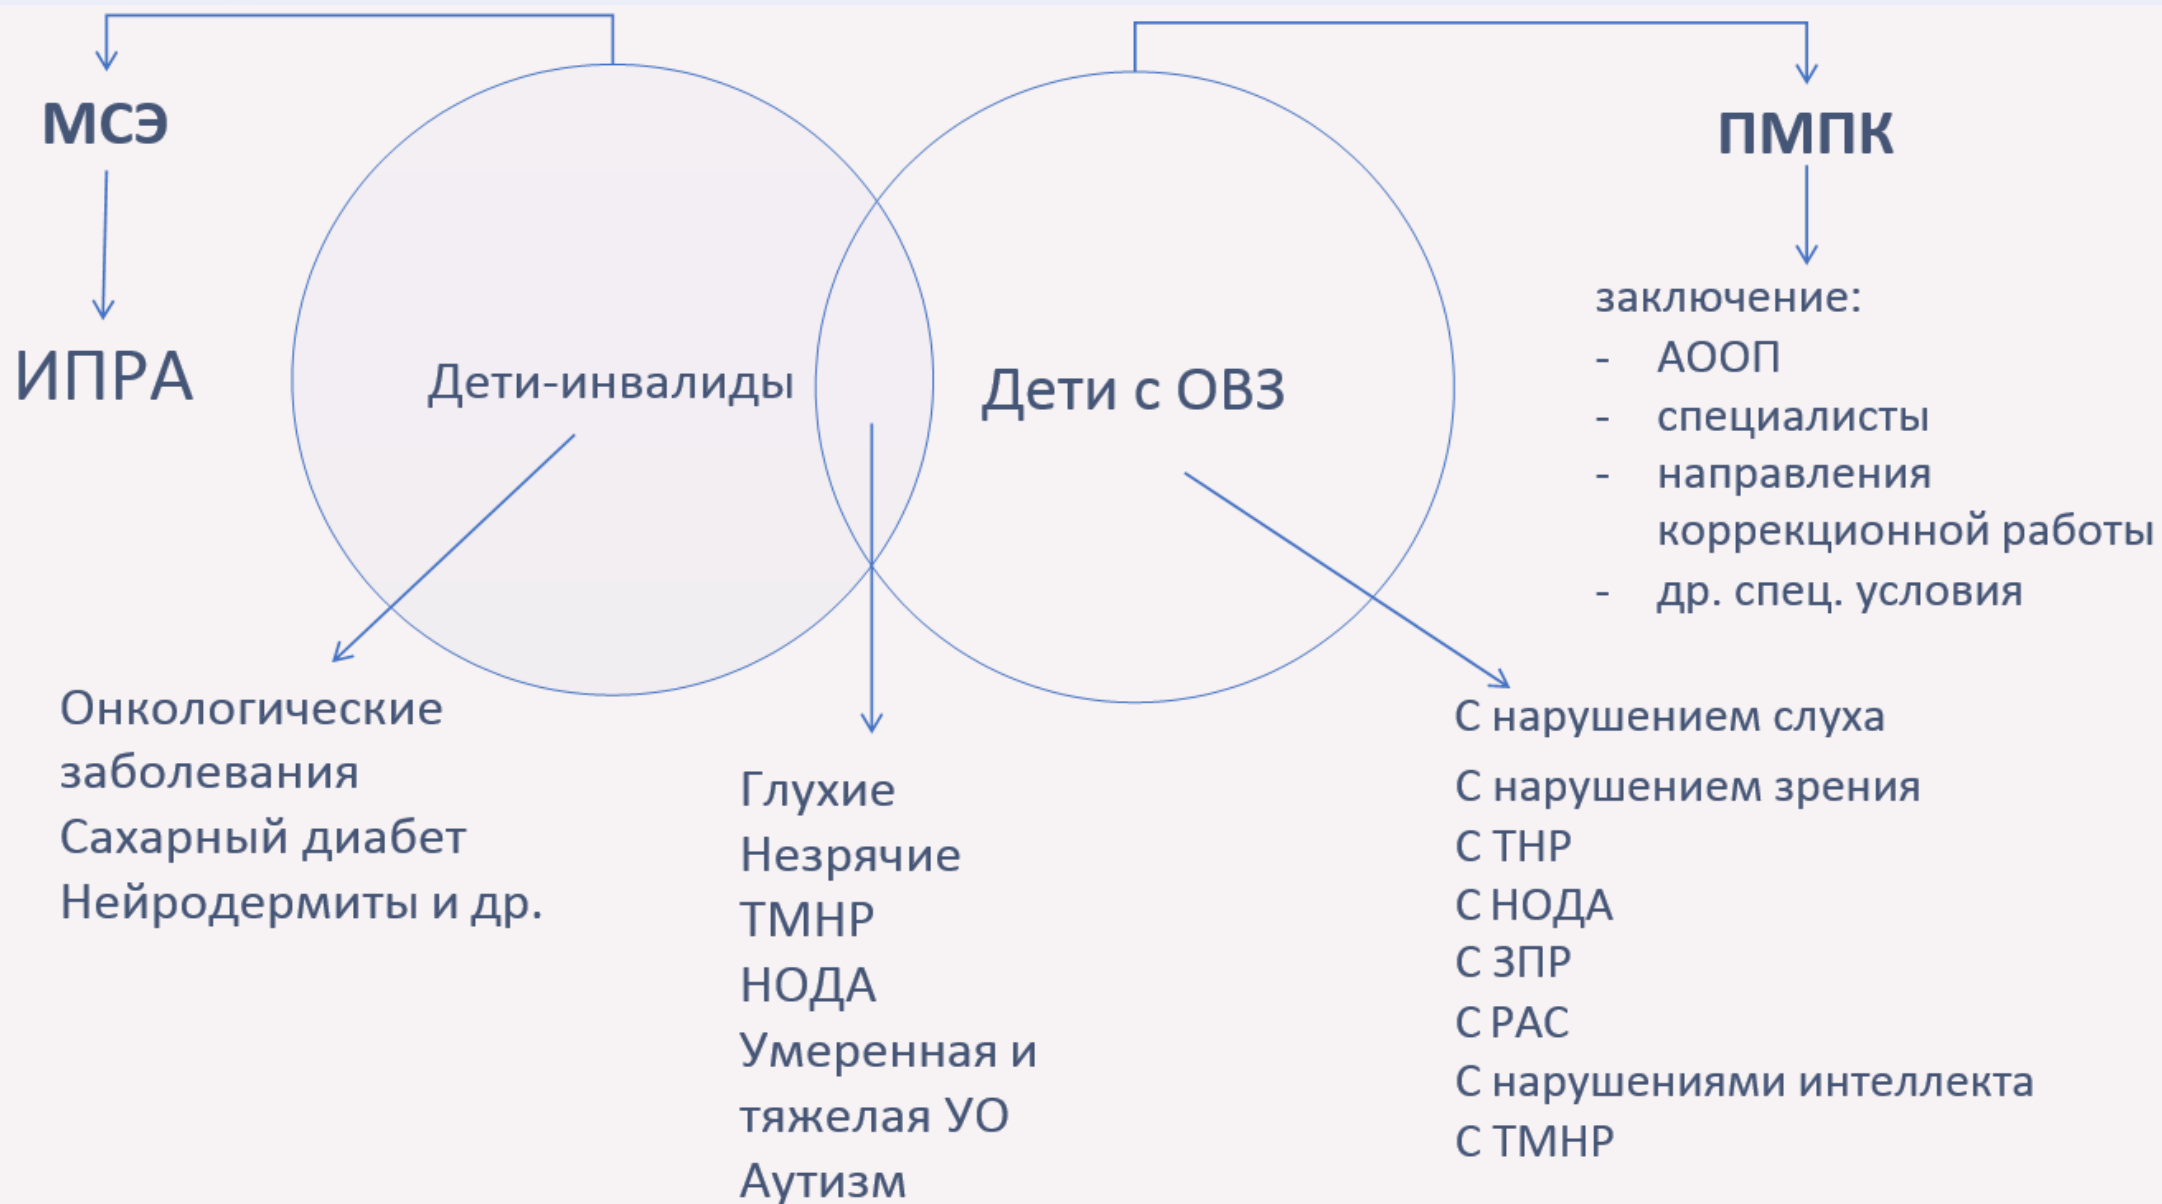 МСЭ
ИПРА
Дети-инвалиды
Дети с ОВЗ
ПМПК
заключение:
- АООП
- специалисты
- направления
коррекционной работы
- др. спец. условия
Онкологические
заболевания
Сахарный диабет
Нейродермиты и др.
Глухие
Незрячие
ТМНР
НОДА
Умеренная и
тяжелая УО
Аутизм
С нарушением слуха
С нарушением зрения
С ТНР
С НОДА
С ЗПР
С РАС
С нарушениями интеллекта
С ТМНР